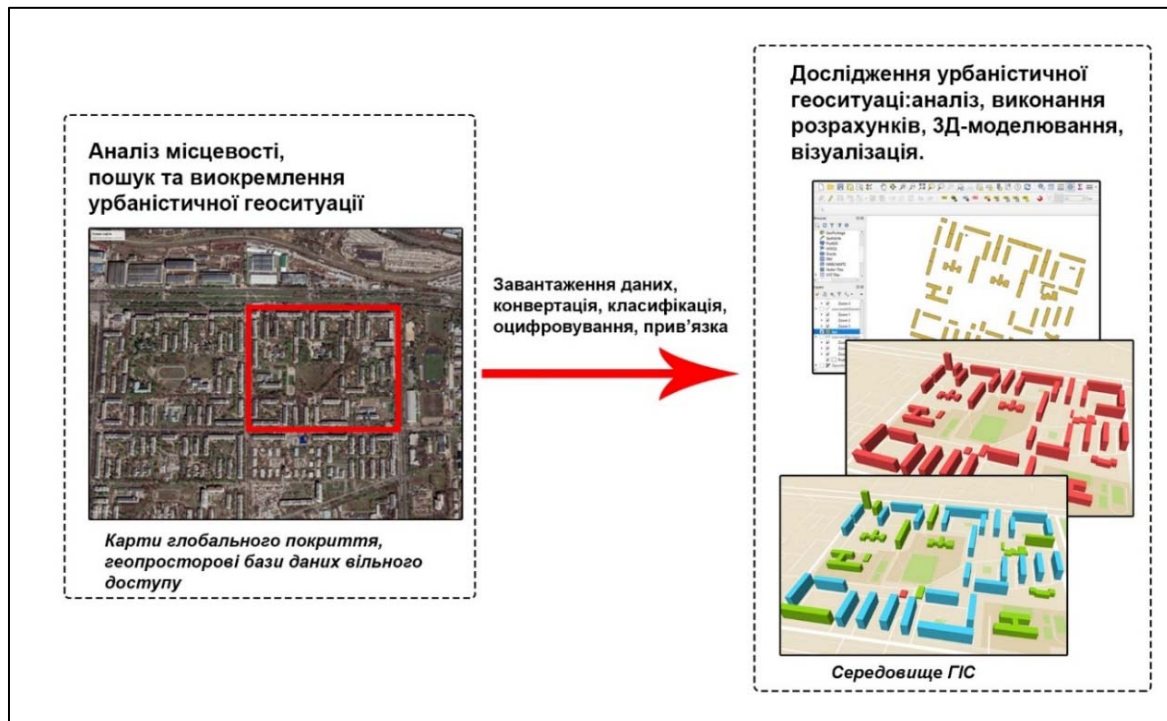 Аналіз місцевості,
пошук та виокремлення
урбаністичної геоситуації
Карти глобального покриття,
геопросторові бази даних вільного
доступу
Завантаження даних,
конвертація, класифікація,
оцифровування, прив’язка
Дослідження урбаністичної
геоситуаці:аналіз, виконання
розрахунків, 3Д-моделювання,
візуалізація.
Середовище ГІС